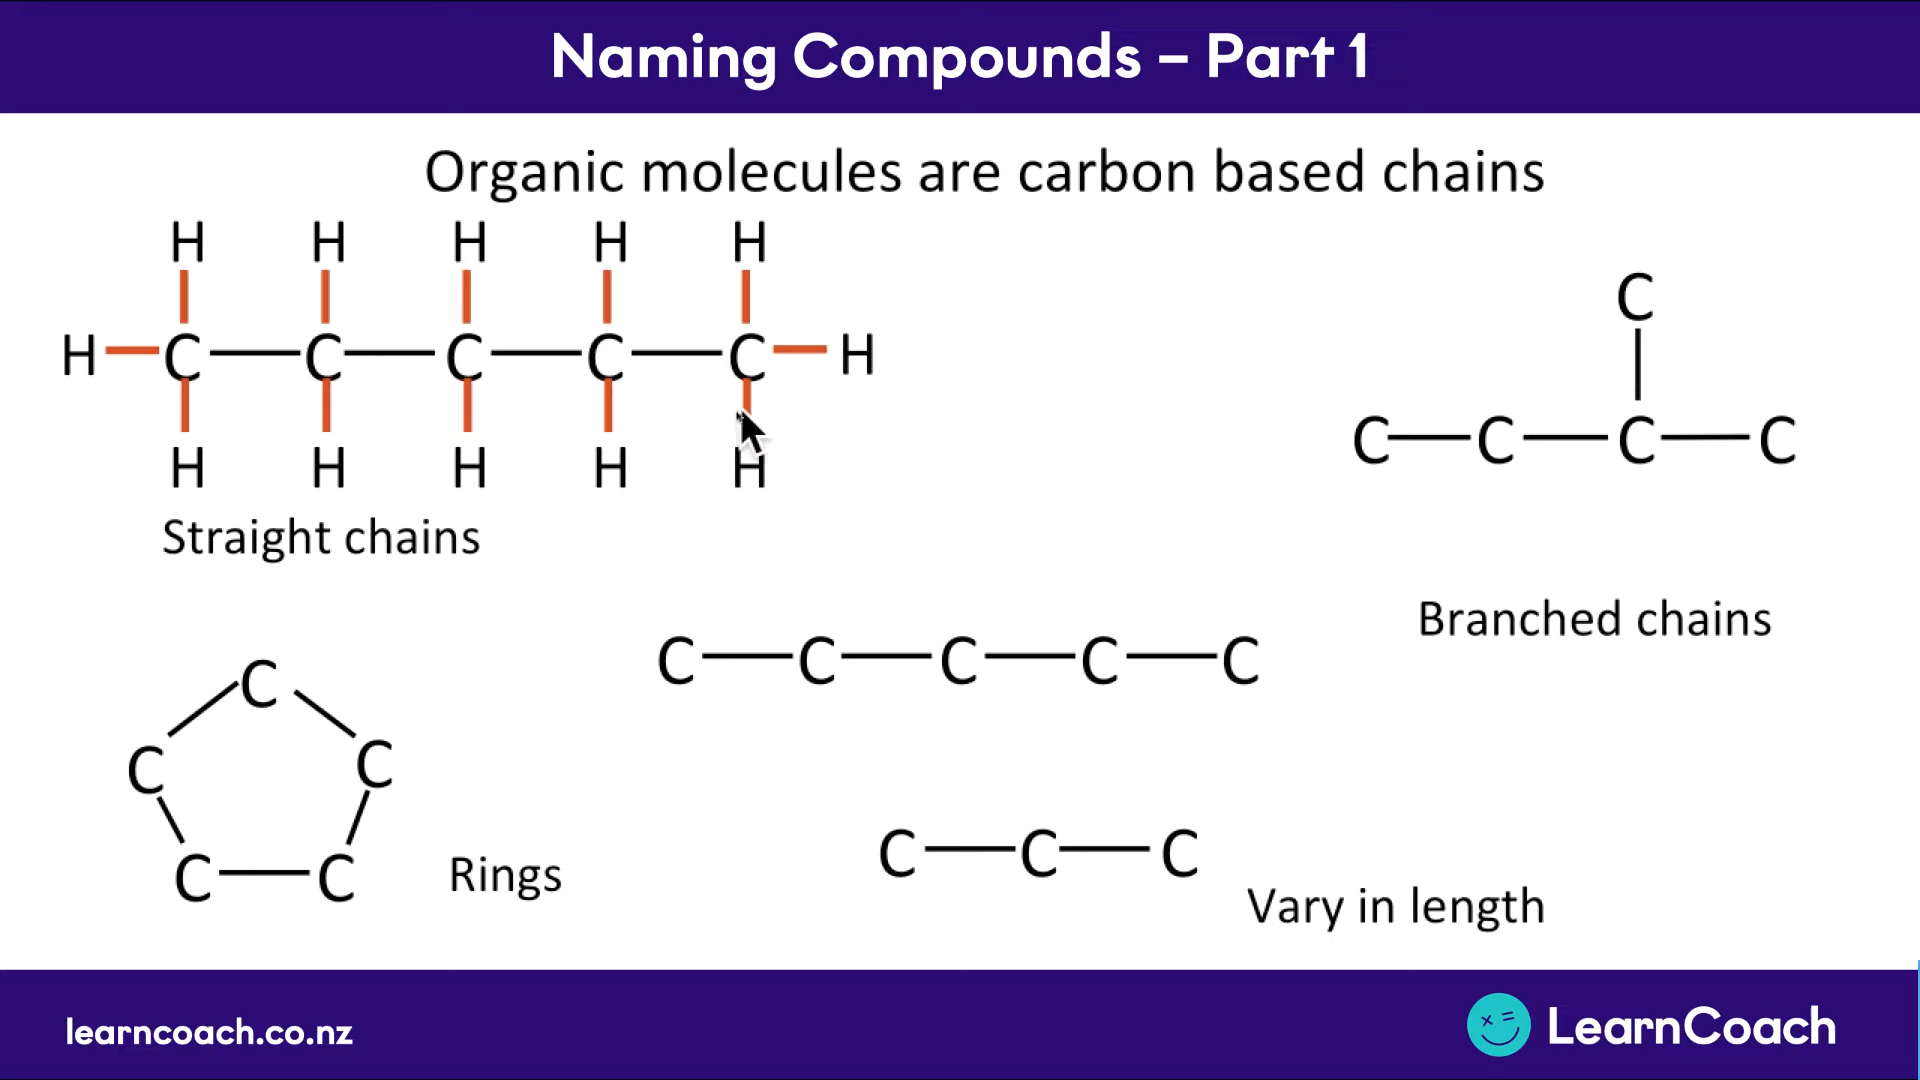 Naming Compounds – Part 1
Organic molecules are carbon based chains
H H H H H
H C C C C C H
H H H H H
Straight chains
C
C C C C
Branched chains
C C C C C
C
C C
C C
Rings
C C C
Vary in length
learncoach.co.nz
LearnCoach